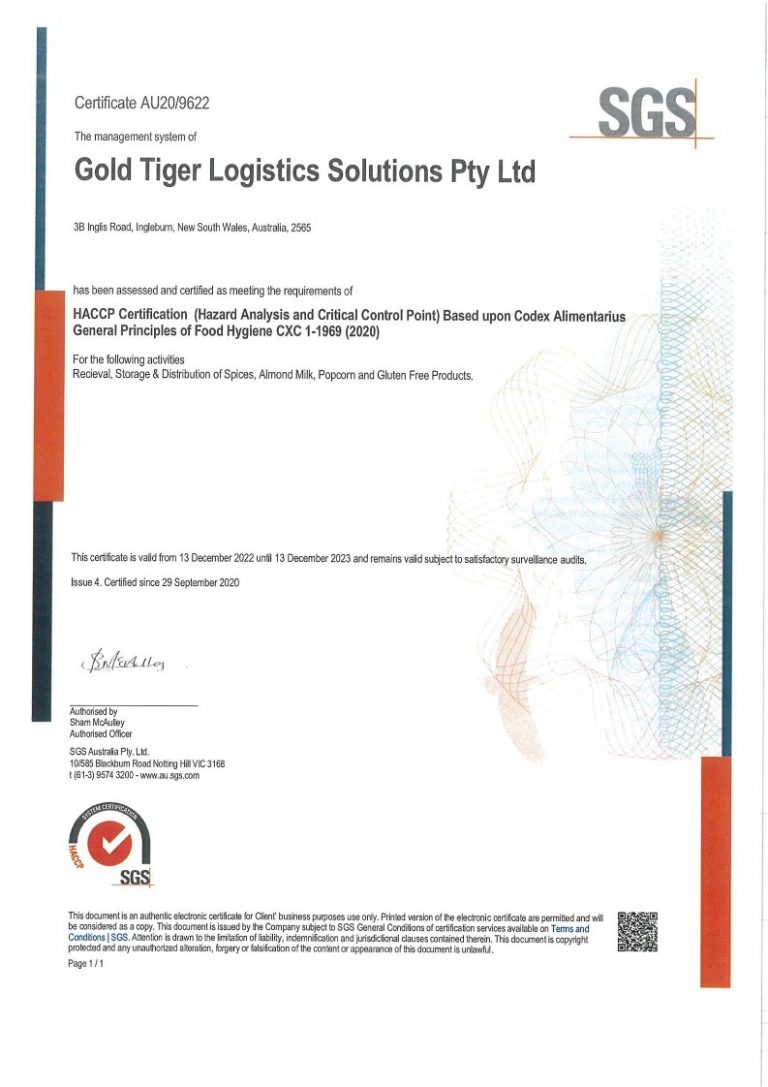 Certificate AU20/9622
SGS
The management system of
Gold Tiger Logistics Solutions Pty Ltd
3B Inglis Road, Ingleburn, New South Wales, Australia, 2565
has been assessed and certified as meeting the requirements of
HACCP Certification (Hazard Analysis and Critical Control Point) Based upon Codex Alimentarius
General Principles of Food Hygiene CXC 1-1969 (2020)
For the following activities
Recieval, Storage & Distribution of Spices, Almond Milk, Popcorn and Gluten Free Products.
This certificate is valid from 13 December 2022 until 13 December 2023 and remains valid subject to satisfactory surveillance audits.
Issue 4. Certified since 29 September 2020
Authorised by
Sham McAulley
Authorised Officer
SGS Australia Pty. Ltd.
10/585 Blackburn Road Notting Hill VIC 3168
t (61-3) 9574 3200 - www.au.sgs.com
SYSTEM CERTIFICATION
HACCP
SGS
This document is an authentic electronic certificate for Client' business purposes use only. Printed version of the electronic certificate are permitted and will
be considered as a copy. This document is issued by the Company subject to SGS General Conditions of certification services available on Terms and
Conditions | SGS. Attention is drawn to the limitation of liability, indemnification and jurisdictional clauses contained therein. This document is copyright
protected and any unauthorized alteration, forgery or falsification of the content or appearance of this document is unlawful.
Page 1 / 1